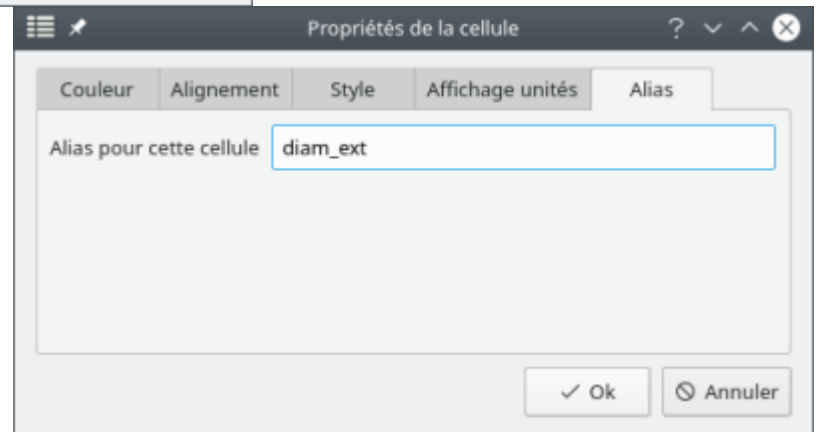 Propriétés de la cellule ?
Couleur Alignement Style Affichage unités Alias
Alias pour cette cellule diam_ext
Ok Annuler